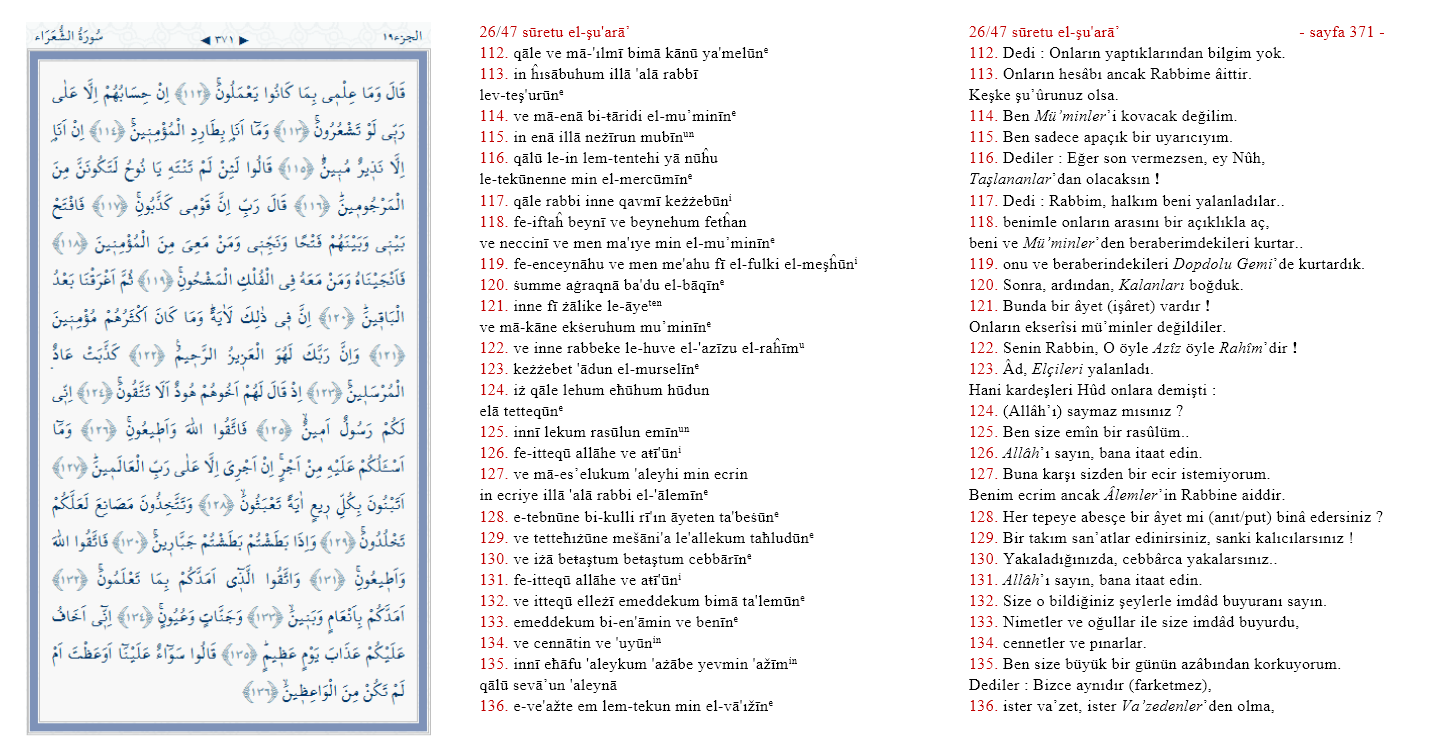 سُورَةُ الشُّعَرَاء
◀ ٣٧١ ▶
الجزء ١٩
قَالَ وَمَا عِلْمِي بِمَا كَانُوا يَعْمَلُونَۚ ﴿١١٢﴾ اِنْ حِسَابُهُمْ اِلَّا عَلٰى
رَبّ۪ي لَوْ تَشْعُرُونَۚ ﴿١١٣﴾ وَمَٓا اَنَا۬ بِطَارِدِ الْمُؤْمِن۪ينَۚ ﴿١١٤﴾ اِنْ اَنَا۬
اِلَّا نَذ۪يرٌ مُب۪ينٌۜ ﴿١١٥﴾ قَالُوا لَئِنْ لَمْ تَنْتَهِ يَا نُوحُ لَتَكُونَنَّ مِنَ
الْمَرْجُوم۪ينَۜ ﴿١١٦﴾ قَالَ رَبِّ اِنَّ قَوْم۪ي كَذَّبُونِۚ ﴿١١٧﴾ فَافْتَحْ
بَيْن۪ي وَبَيْنَهُمْ فَتْحًا وَنَجِّن۪ي وَمَنْ مَعِيَ مِنَ الْمُؤْمِن۪ينَ ﴿١١٨﴾
فَاَنْجَيْنَاهُ وَمَنْ مَعَهُ فِي الْفُلْكِ الْمَشْحُونِۚ ﴿١١٩﴾ ثُمَّ اَغْرَقْنَا بَعْدُ
الْبَاق۪ينَۜ ﴿١٢٠﴾ اِنَّ ف۪ي ذٰلِكَ لَاٰيَةًۜ وَمَا كَانَ اَكْثَرُهُمْ مُؤْمِن۪ينَ
﴿١٢١﴾ وَاِنَّ رَبَّكَ لَهُوَ الْعَز۪يزُ الرَّح۪يمُ۟ ﴿١٢٢﴾ كَذَّبَتْ عَادٌۨ
الْمُرْسَل۪ينَۚ ﴿١٢٣﴾ اِذْ قَالَ لَهُمْ اَخُوهُمْ هُودٌ اَلَا تَتَّقُونَۚ ﴿١٢٤﴾ اِنّ۪ي
لَكُمْ رَسُولٌ اَم۪ينٌۙ ﴿١٢٥﴾ فَاتَّقُوا اللّٰهَ وَاَط۪يعُونِۚ ﴿١٢٦﴾ وَمَٓا
اَسْـَٔلُكُمْ عَلَيْهِ مِنْ اَجْرٍۚ اِنْ اَجْرِيَ اِلَّا عَلٰى رَبِّ الْعَالَم۪ينَۜ ﴿١٢٧﴾
اَتَبْنُونَ بِكُلِّ ر۪يعٍ اٰيَةً تَعْبَثُونَۙ ﴿١٢٨﴾ وَتَتَّخِذُونَ مَصَانِعَ لَعَلَّكُمْ
تَخْلُدُونَۚ ﴿١٢٩﴾ وَاِذَا بَطَشْتُمْ بَطَشْتُمْ جَبَّار۪ينَۚ ﴿١٣٠﴾ فَاتَّقُوا اللّٰهَ
وَاَط۪يعُونِۚ ﴿١٣١﴾ وَاتَّقُوا الَّذ۪ٓي اَمَدَّكُمْ بِمَا تَعْلَمُونَۚ ﴿١٣٢﴾
اَمَدَّكُمْ بِاَنْعَامٍ وَبَن۪ينَۙ ﴿١٣٣﴾ وَجَنَّاتٍ وَعُيُونٍۚ ﴿١٣٤﴾ اِنّ۪ٓي اَخَافُ
عَلَيْكُمْ عَذَابَ يَوْمٍ عَظ۪يمٍۜ ﴿١٣٥﴾ قَالُوا سَوَٓاءٌ عَلَيْنَٓا اَوَعَظْتَ اَمْ
لَمْ تَكُنْ مِنَ الْوَاعِظ۪ينَۙ ﴿١٣٦﴾
26/47 sūretu el-şu'arā’
112. qāle ve mā-'ılmī bimā kānū ya'melūnᵉ
113. in ĥısābuhum illā 'alā rabbī
lev-teş'urūnᵉ
114. ve mā-enā bi-ŧāridi el-mu’minīnᵉ
115. in enā illā neżīrun mubīnᵘⁿ
116. qālū le-in lem-tentehi yā nūĥu
le-tekūnenne min el-mercūmīnᵉ
117. qāle rabbi inne qavmī keżżebūnⁱ
118. fe-iftaĥ beynī ve beynehum fetĥan
ve neccinī ve men me'ıye min el-mu’minīnᵉ
119. fe-enceynāhu ve men me'ahu fī el-fulki el-meşĥūnⁱ
120. ṡumme aġraqnā ba'du el-bāqīnᵉ
121. inne fī żālike le-āyeᵗᵉⁿ
ve mā-kāne ekṡeruhum mu’minīnᵉ
122. ve inne rabbeke le-huve el-'azīzu el-raĥīmᵘ
123. keżżebet 'ādun el-murselīnᵉ
124. iż qāle lehum eħūhum hūdun
elā tetteqūnᵉ
125. innī lekum rasūlun emīnᵘⁿ
126. fe-itteqū allāhe ve aŧī'ūnⁱ
127. ve mā-es’elukum 'aleyhi min ecrin
in ecriye illā 'alā rabbi el-'ālemīnᵉ
128. e-tebnūne bi-kulli rī'ın āyeten ta'beṡūnᵉ
129. ve tetteħıżūne meṡāni'a le'allekum taħludūnᵉ
130. ve iżā beŧaştum beŧaştum cebbārīnᵉ
131. fe-itteqū allāhe ve aŧī'ūnⁱ
132. ve itteqū elleżī emeddekum bimā ta'lemūnᵉ
133. emeddekum bi-en'āmin ve benīnᵉ
134. ve cennātin ve 'uyūnⁱⁿ
135. innī eħāfu 'aleykum 'ażābe yevmin 'ažīmⁱⁿ
qālū sevā’un 'aleynā
136. e-ve'ažte em lem-tekun min el-vā'ıžīnᵉ
26/47 sūretu el-şu'arā’ - sayfa 371 -
112. Dedi : Onların yaptıklarından bilgim yok.
113. Onların hesâbı ancak Rabbime âittir.
Keşke şu’ûrunuz olsa.
114. Ben Mü’minler’i kovacak değilim.
115. Ben sadece apaçık bir uyarıcıyım.
116. Dediler : Eğer son vermezsen, ey Nûh,
Taşlananlar’dan olacaksın !
117. Dedi : Rabbim, halkım beni yalanladılar..
118. benimle onların arasını bir açıklıkla aç,
beni ve Mü’minler’den beraberimdekileri kurtar..
119. onu ve beraberindekileri Dopdolu Gemi’de kurtardık.
120. Sonra, ardından, Kalanları boğduk.
121. Bunda bir âyet (işâret) vardır !
Onların ekserîsi mü’minler değildiler.
122. Senin Rabbin, O öyle Azîz öyle Rahîm’dir !
123. Âd, Elçileri yalanladı.
Hani kardeşleri Hûd onlara demişti :
124. (Allâh’ı) saymaz mısınız ?
125. Ben size emîn bir rasûlüm..
126. Allâh’ı sayın, bana itaat edin.
127. Buna karşı sizden bir ecir istemiyorum.
Benim ecrim ancak Âlemler’in Rabbine aiddir.
128. Her tepeye abesçe bir âyet mi (anıt/put) binâ edersiniz ?
129. Bir takım san’atlar edinirsiniz, sanki kalıcılarsınız !
130. Yakaladığınızda, cebbârca yakalarsınız..
131. Allâh’ı sayın, bana itaat edin.
132. Size o bildiğiniz şeylerle imdâd buyuranı sayın.
133. Nimetler ve oğullar ile size imdâd buyurdu,
134. cennetler ve pınarlar.
135. Ben size büyük bir günün azâbından korkuyorum.
Dediler : Bizce aynıdır (farketmez),
136. ister va’zet, ister Va’zedenler’den olma,